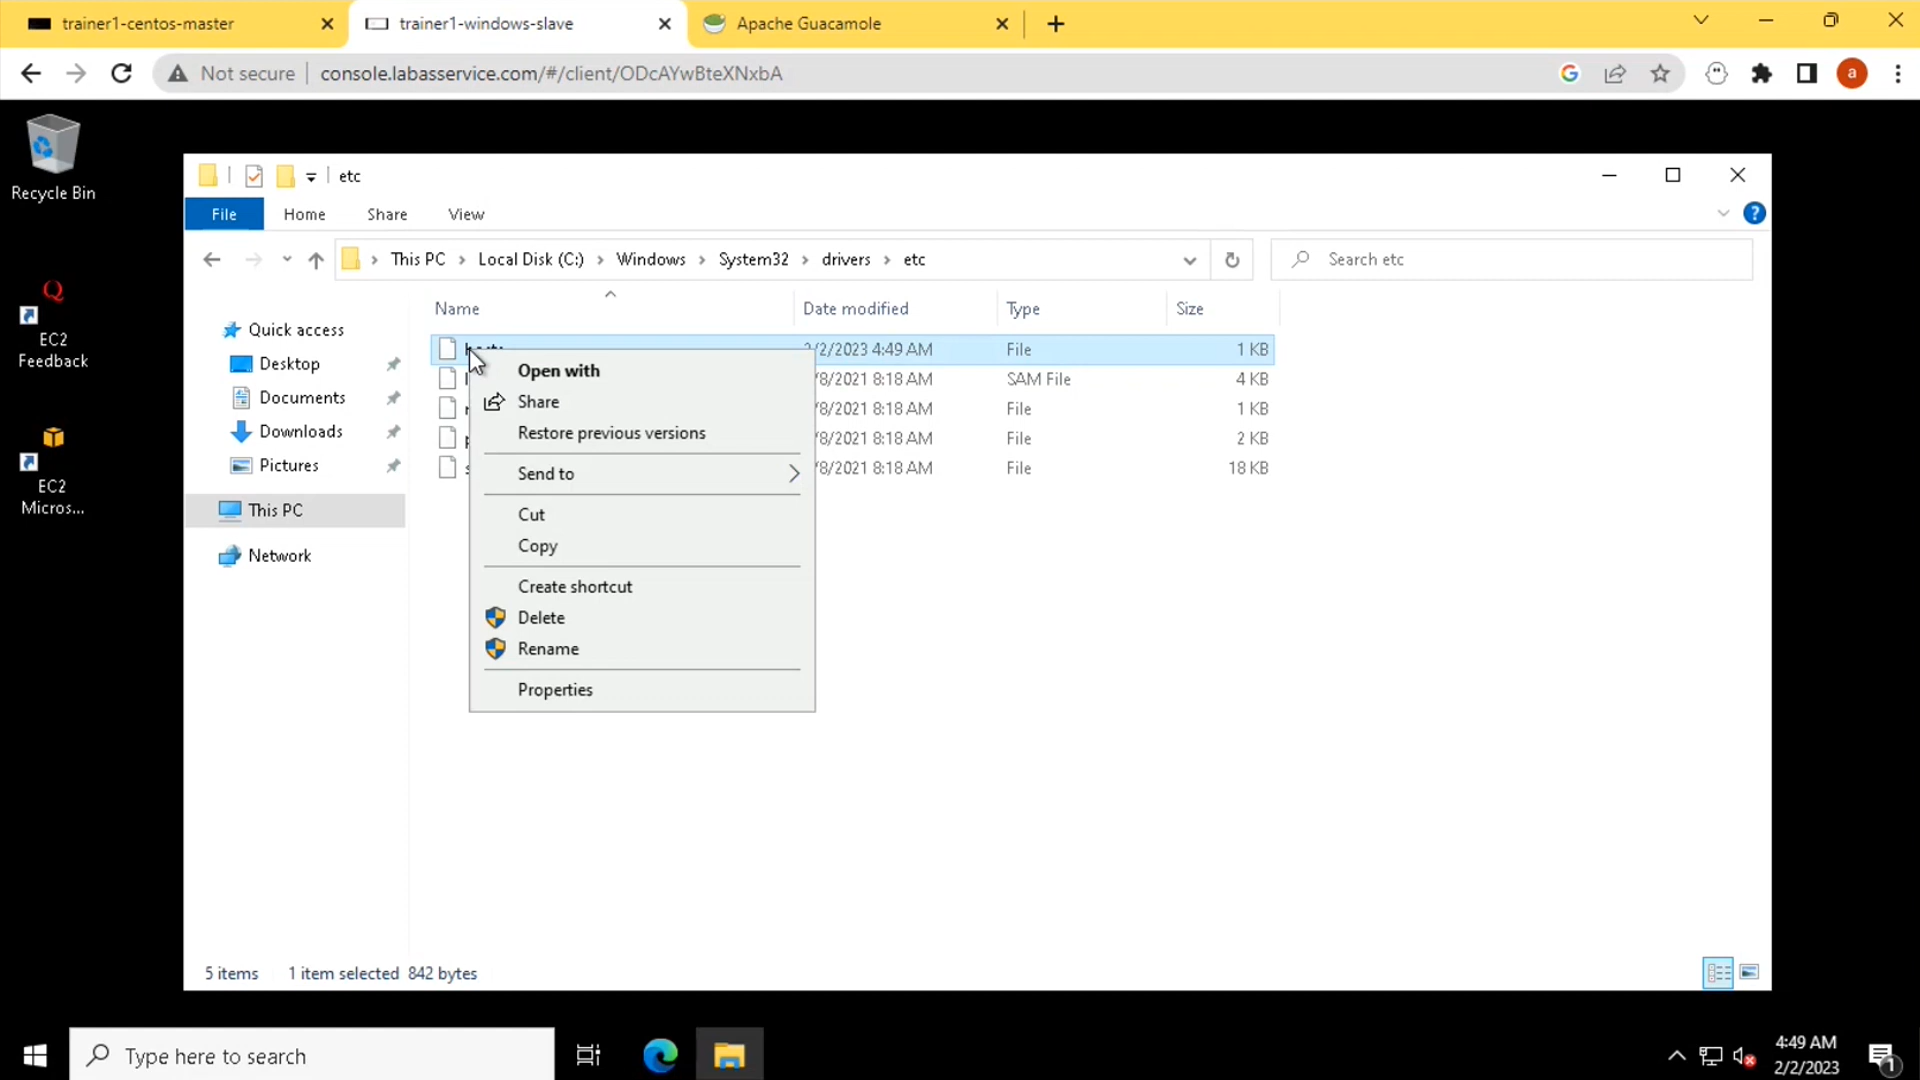 trainer1-centos-master
trainer1-windows-slave
Apache Guacamole
Not secure
console.labasservice.com/#/client/ODcAYwBteXNxbA
a
Recycle Bin
EC2
Feedback
EC2
Micros...
etc
File
Home
Share
View
This PC
Local Disk (C:)
Windows
System32
drivers
etc
Search etc
Quick access
Desktop
Documents
Downloads
Pictures
This PC
Network
Name
Date modified
Type
Size
2/2/2023 4:49 AM File 1 KB
/8/2021 8:18 AM SAM File 4 KB
/8/2021 8:18 AM File 1 KB
/8/2021 8:18 AM File 2 KB
/8/2021 8:18 AM File 18 KB
Open with
Share
Restore previous versions
Send to
Cut
Copy
Create shortcut
Delete
Rename
Properties
5 items
1 item selected 842 bytes
Type here to search
4:49 AM
2/2/2023
1